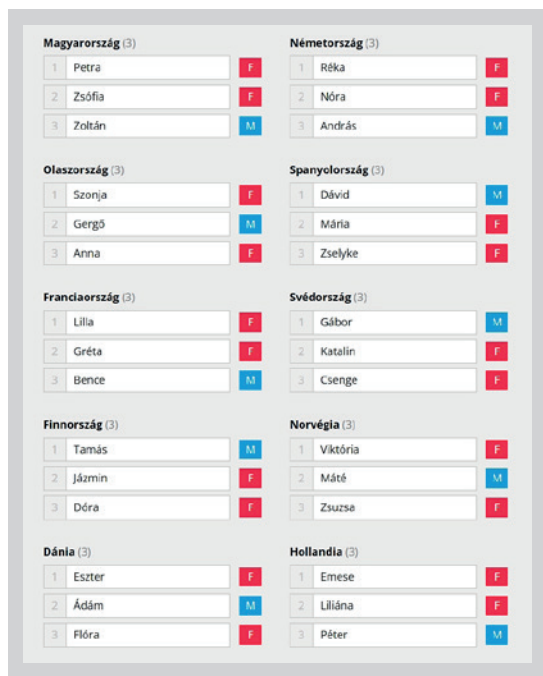 Magyarország (3)
1 Petra F
2 Zsófia F
3 Zoltán M
Németország (3)
1 Réka F
2 Nóra F
3 András M
Olaszország (3)
1 Szonja F
2 Gergő M
3 Anna F
Spanyolország (3)
1 Dávid M
2 Mária F
3 Zselyke F
Franciaország (3)
1 Lilla F
2 Gréta F
3 Bence M
Svédország (3)
1 Gábor M
2 Katalin F
3 Csenge F
Finnország (3)
1 Tamás M
2 Jázmin F
3 Dóra F
Norvégia (3)
1 Viktória F
2 Máté M
3 Zsuzsa F
Dánia (3)
1 Eszter F
2 Ádám M
3 Flóra F
Hollandia (3)
1 Emese F
2 Liliána F
3 Péter M